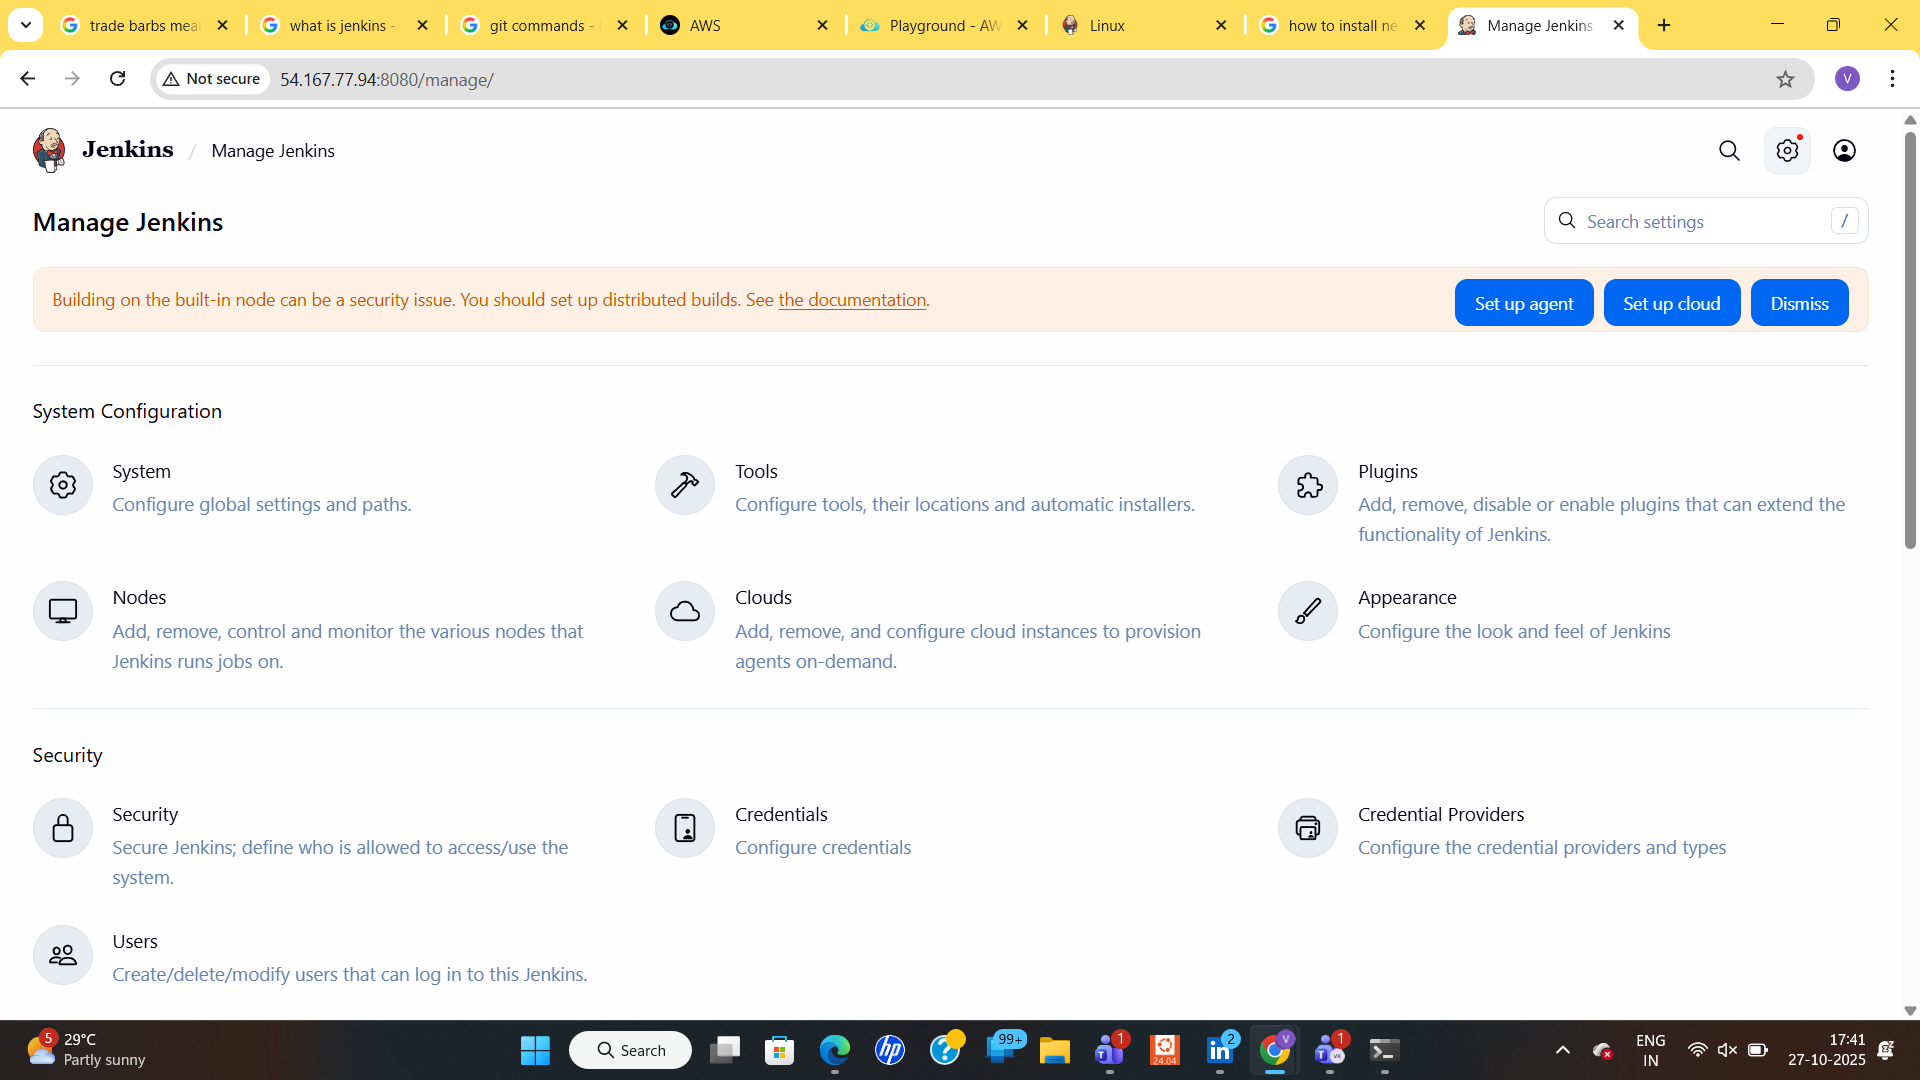 trade barbs mea
what is jenkins -
git commands -
AWS
Playground - AW
Linux
how to install ne
Manage Jenkins
Not secure
54.167.77.94:8080/manage/
V
Jenkins / Manage Jenkins
Manage Jenkins
Search settings
/
Building on the built-in node can be a security issue. You should set up distributed builds. See the documentation.
Set up agent
Set up cloud
Dismiss
System Configuration
System
Configure global settings and paths.
Tools
Configure tools, their locations and automatic installers.
Plugins
Add, remove, disable or enable plugins that can extend the
functionality of Jenkins.
Nodes
Add, remove, control and monitor the various nodes that
Jenkins runs jobs on.
Clouds
Add, remove, and configure cloud instances to provision
agents on-demand.
Appearance
Configure the look and feel of Jenkins
Security
Security
Secure Jenkins; define who is allowed to access/use the
system.
Credentials
Configure credentials
Credential Providers
Configure the credential providers and types
Users
Create/delete/modify users that can log in to this Jenkins.
5
29°C
Partly sunny
Search
hp
?
99+
T
1
24.04
in
2
V
T
VK
1
ENG
IN
17:41
27-10-2025